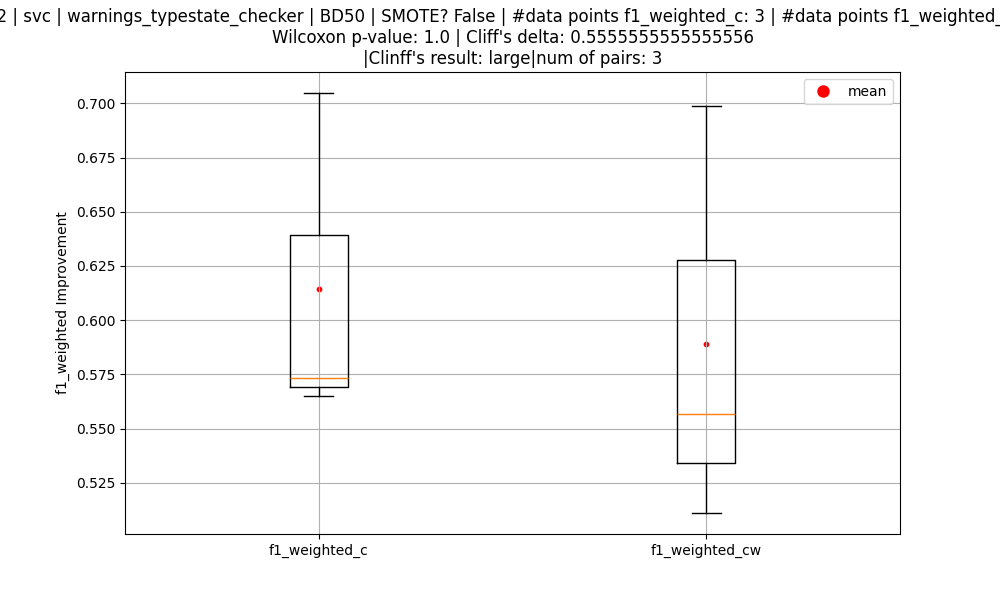 2 | svc | warnings_typestate_checker | BD50 | SMOTE? False | #data points f1_weighted_c: 3 | #data points f1_weighted_
Wilcoxon p-value: 1.0 | Cliff's delta: 0.5555555555555556
|Clinff's result: large|num of pairs: 3
mean
0.700
0.675
0.650
0.625
0.600
0.575
0.550
0.525
f1_weighted Improvement
f1_weighted_c
f1_weighted_cw